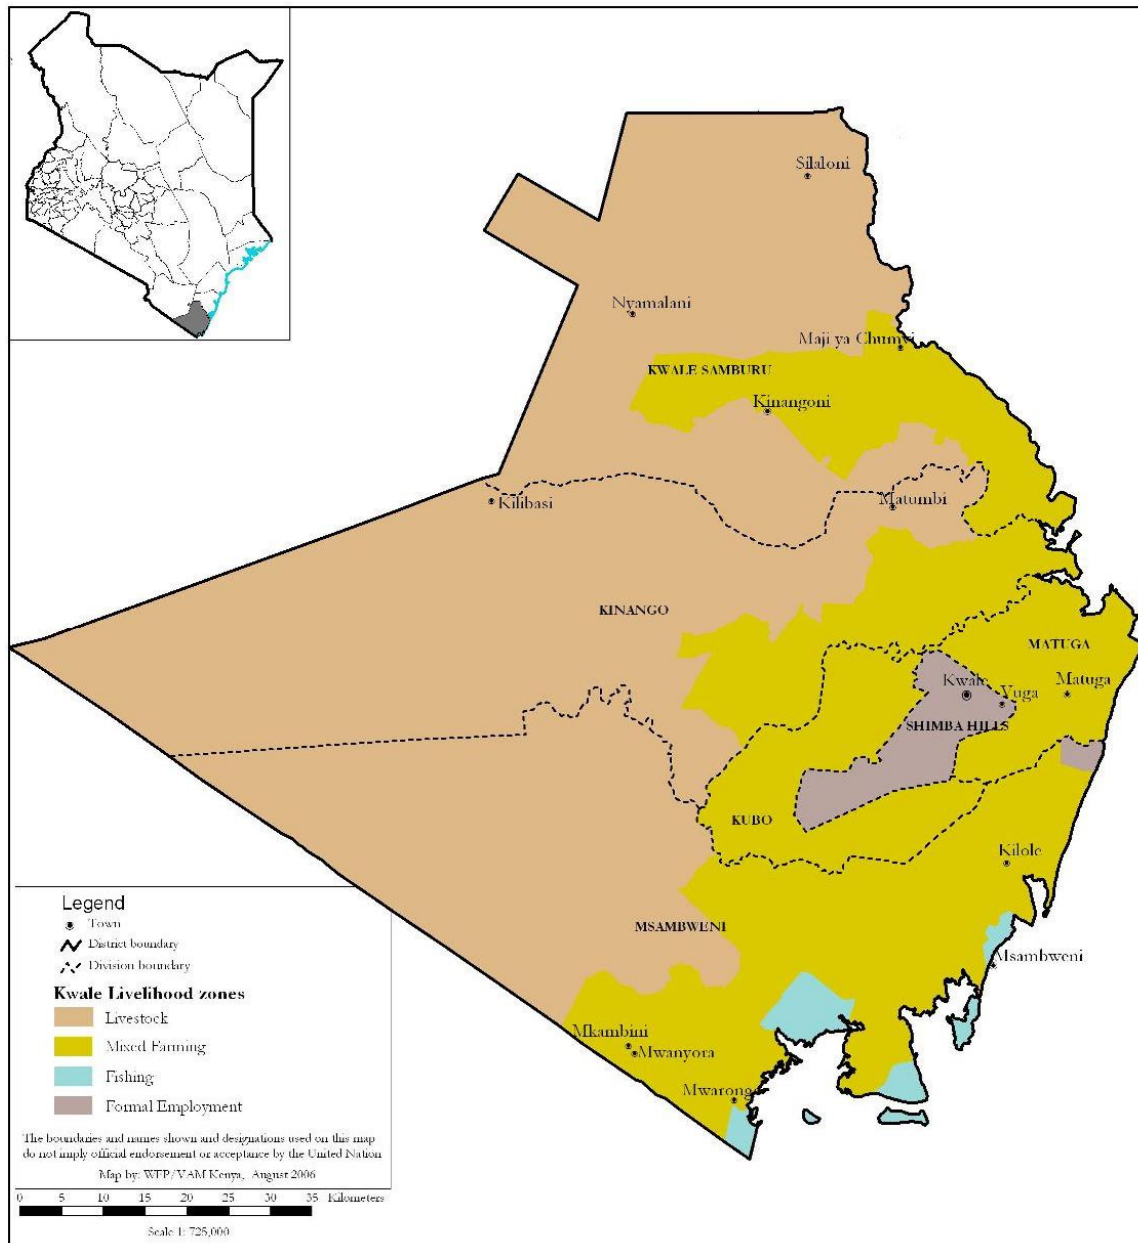 Silaloni
Nyamalani
Maji ya Chumvi
KWALE SAMBURU
Kinangoni
Kilibasi
Matumbi
KINANGO
MATUGA
Kwale
Matuga
Vuga
SHIMBA HILLS
KUBO
Kilole
MSAMBWENI
Msambweni
Mkambini
Mwanyora
Mwarong
Legend
Town
District boundary
Division boundary
Kwale Livelihood zones
Livestock
Mixed Farming
Fishing
Formal Employment
The boundaries and names shown and designations used on this map
do not imply official endorsement or acceptance by the United Nation
Map by: WFP/VAM Kenya, August 2006
0 5 10 15 20 25 30 35 Kilometers
Scale 1: 725,000